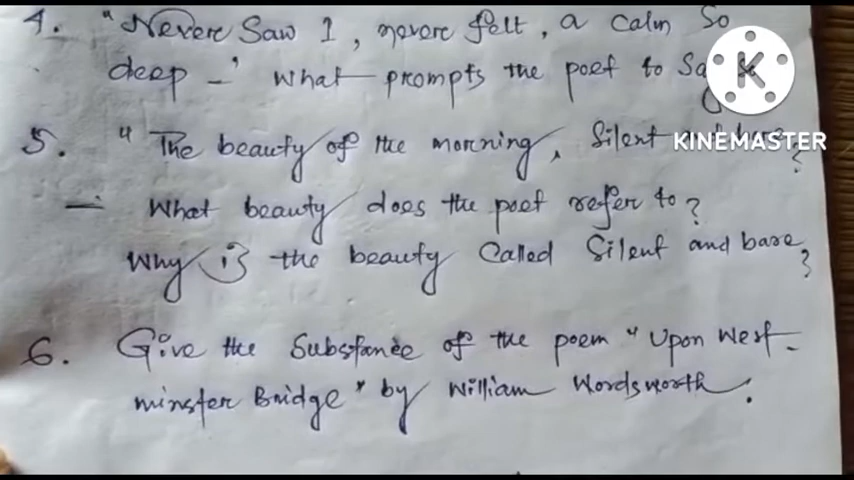 4. "Never Saw I, never felt, a calm So
deep -' What prompts the poet to
KINEMASTER
5. "The beauty of the morning, Silent
- What beauty does the poet refer to?
Why is the beauty Called Silent and bare?
6. Give the Substance of the poem "Upon West-
minster Bridge" by William Wordsworth.